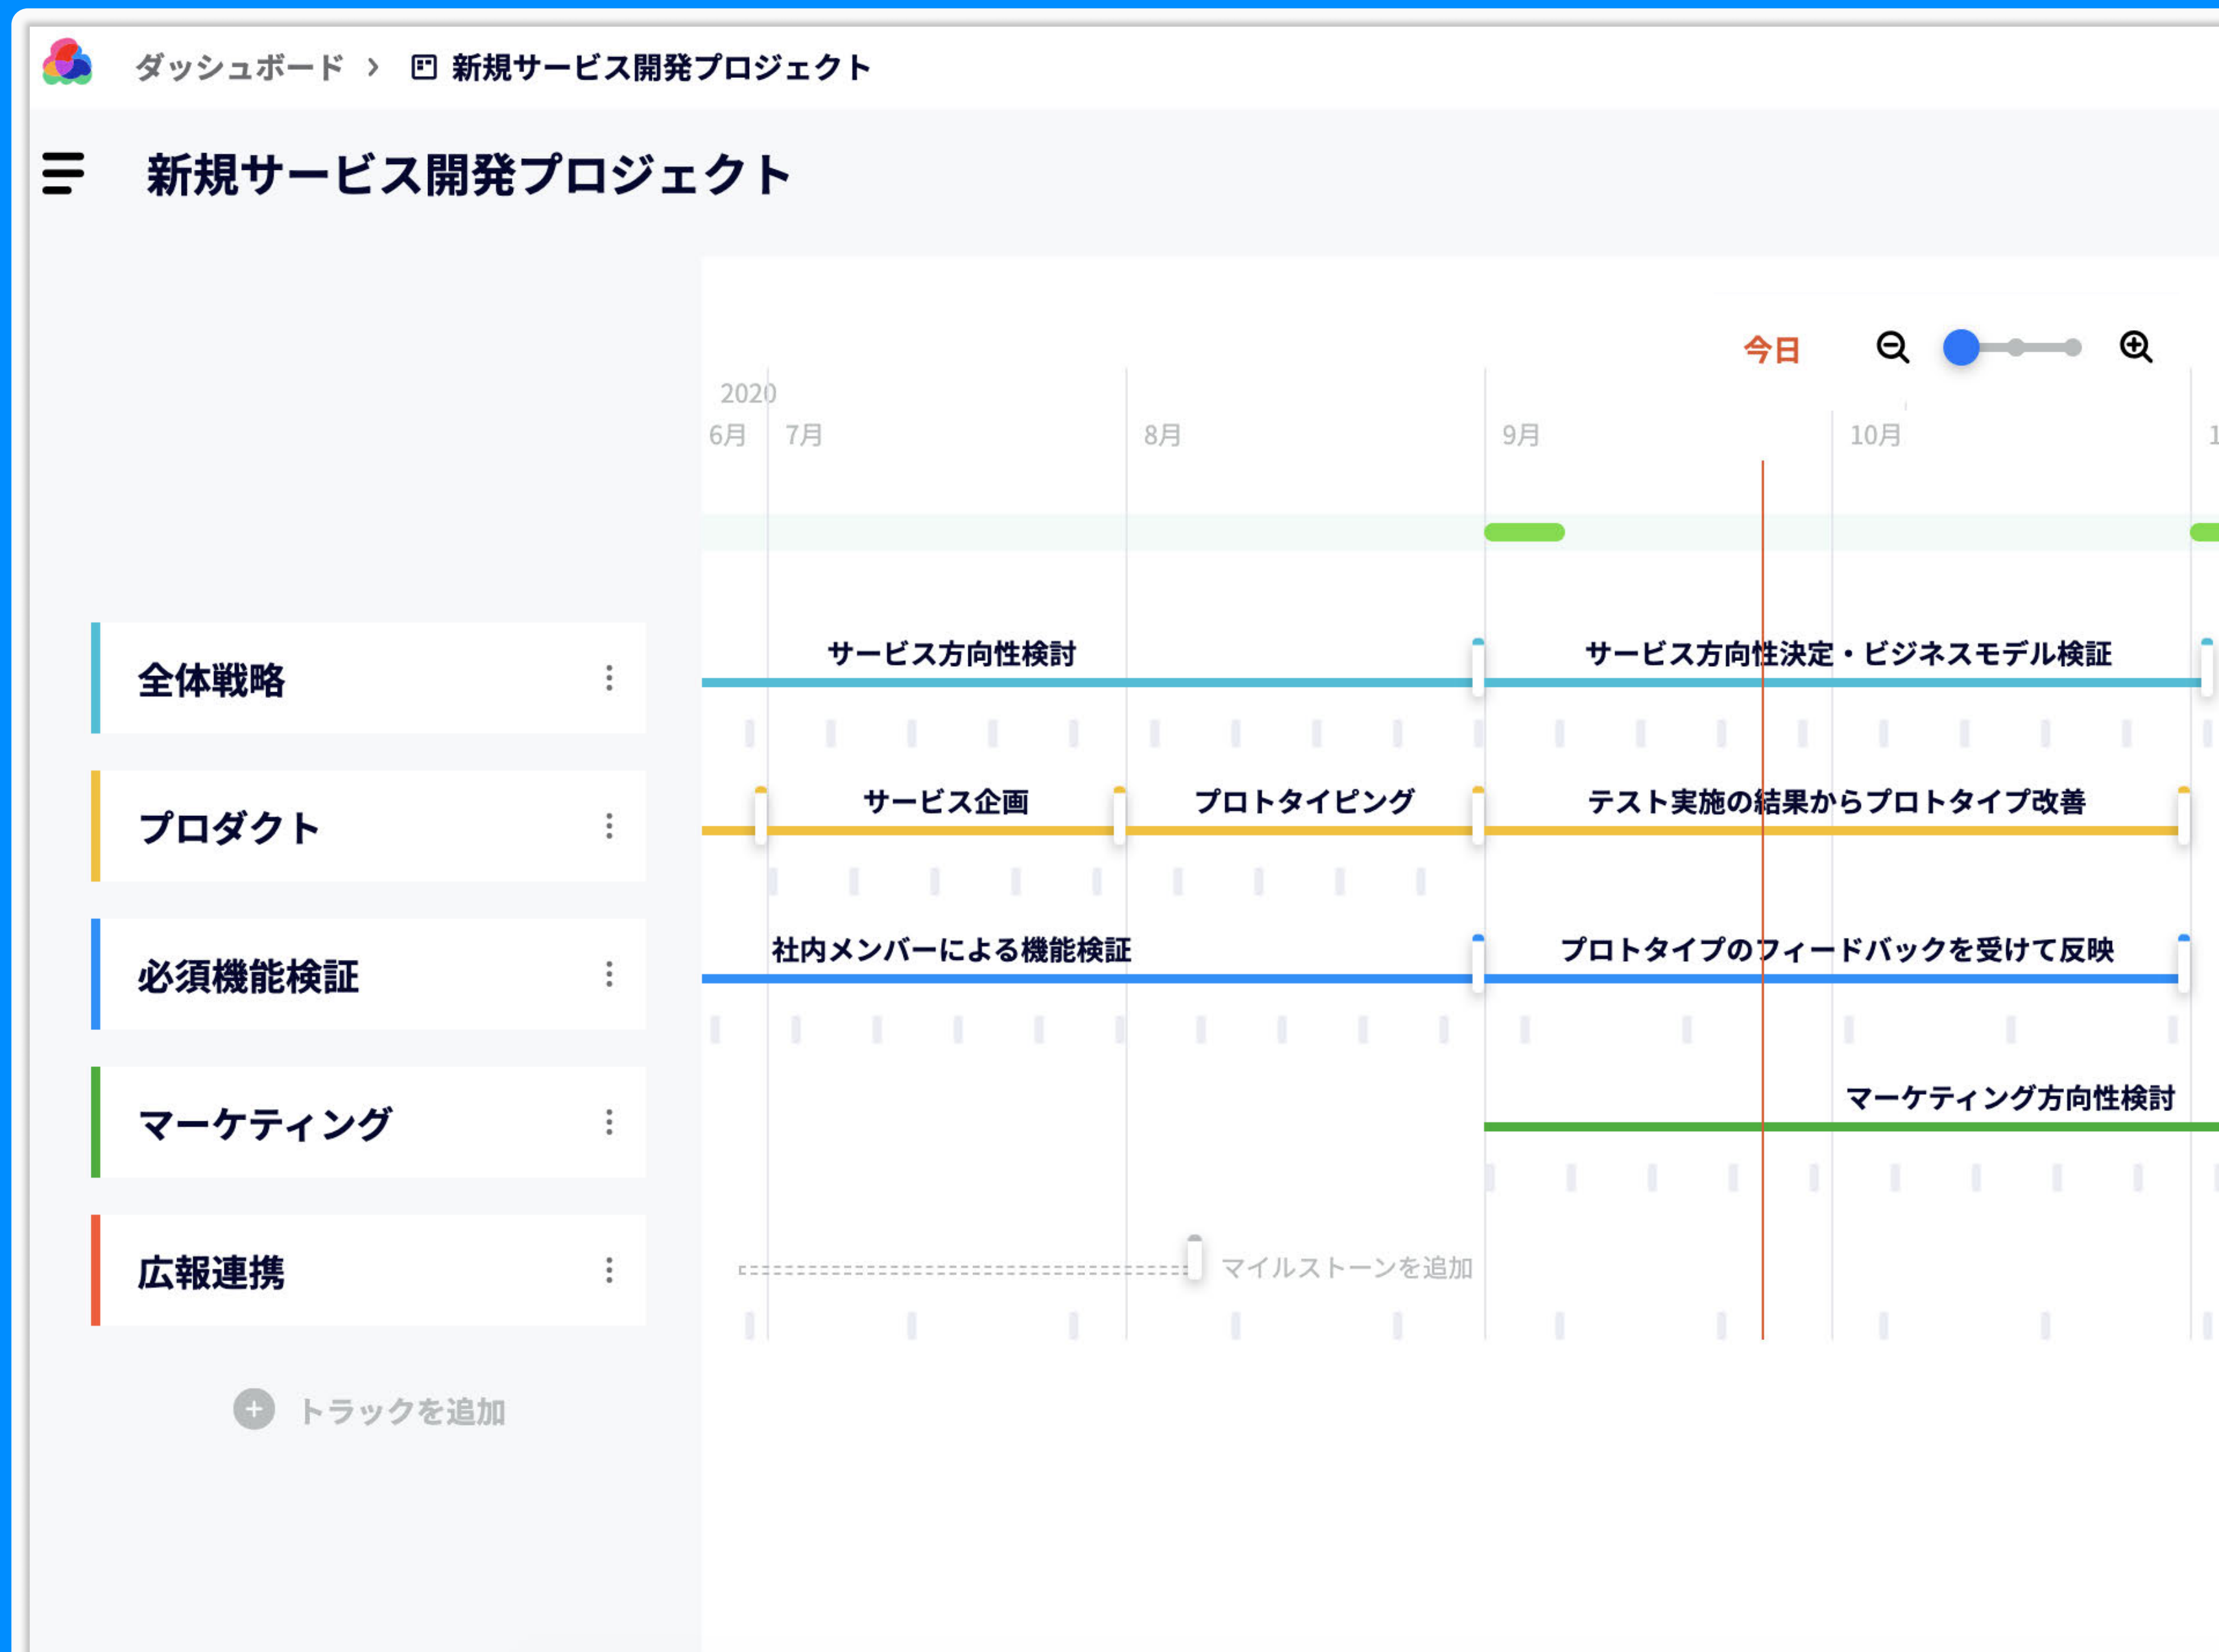 ダッシュボード › 新規サービス開発プロジェクト
新規サービス開発プロジェクト
今日
2020
6月 7月 8月 9月 10月
全体戦略
サービス方向性検討 サービス方向性決定・ビジネスモデル検証
プロダクト
サービス企画 プロトタイピング テスト実施の結果からプロトタイプ改善
必須機能検証
社内メンバーによる機能検証 プロトタイプのフィードバックを受けて反映
マーケティング
マーケティング方向性検討
広報連携
マイルストーンを追加
トラックを追加